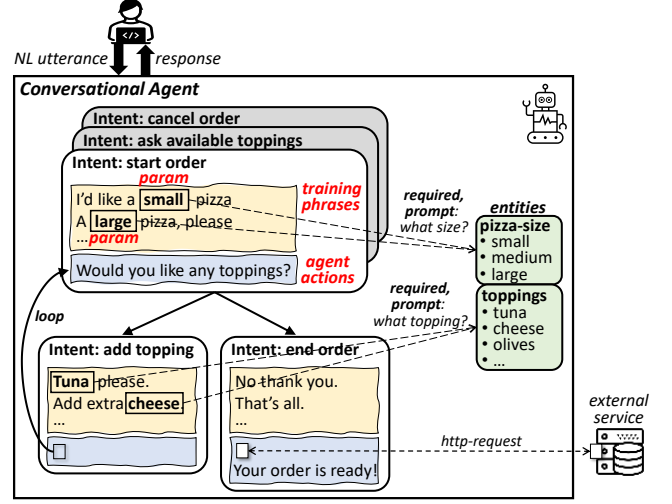 </>
NL utterance
response
Conversational Agent
Intent: cancel order
Intent: ask available toppings
Intent: start order
param
I'd like a small pizza
A large pizza, please
...param
training
phrases
Would you like any toppings?
agent
actions
required,
prompt:
what size?
entities
pizza-size
• small
• medium
• large
required,
prompt:
what topping?
toppings
• tuna
• cheese
• olives
• ...
loop
Intent: add topping
Tuna please.
Add extra cheese
...
Intent: end order
No thank you.
That's all.
...
Your order is ready!
http-request
external
service